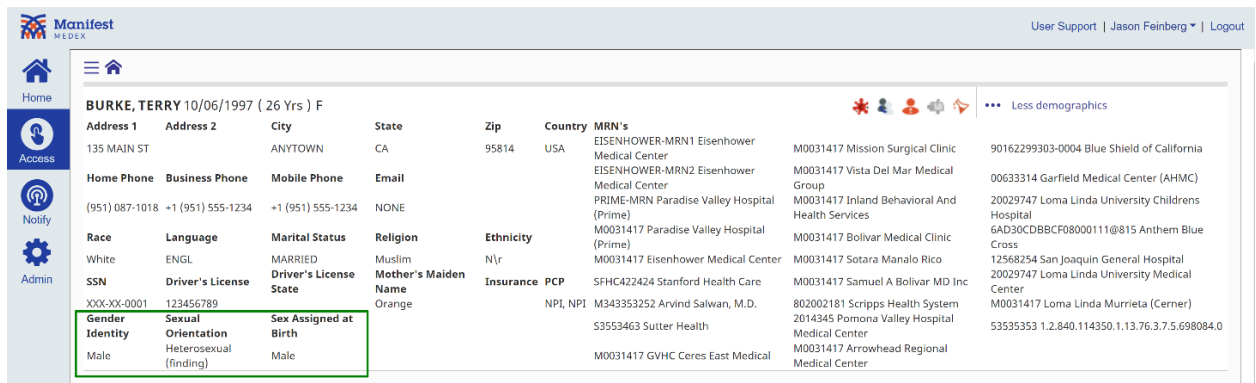 Manifest
MEDEX
User Support | Jason Feinberg | Logout
Home
Access
Notify
Admin
BURKE, TERRY 10/06/1997 ( 26 Yrs ) F
Less demographics
Address 1 Address 2 City State Zip Country MRN's
135 MAIN ST ANYTOWN CA 95814 USA
Home Phone Business Phone Mobile Phone Email
(951) 087-1018 +1 (951) 555-1234 +1 (951) 555-1234 NONE
Race Language Marital Status Religion Ethnicity
White ENGL MARRIED Muslim N\r
SSN Driver's License Driver's License State Mother's Maiden Name Insurance PCP
XXX-XX-0001 123456789 Orange NPI, NPI
Gender Identity Sexual Orientation Sex Assigned at Birth
Male Heterosexual (finding) Male
EISENHOWER-MRN1 Eisenhower
Medical Center
EISENHOWER-MRN2 Eisenhower
Medical Center
PRIME-MRN Paradise Valley Hospital
(Prime)
M0031417 Paradise Valley Hospital
(Prime)
M0031417 Eisenhower Medical Center
SFHC422424 Stanford Health Care
M343353252 Arvind Salwan, M.D.
S3553463 Sutter Health
M0031417 GVHC Ceres East Medical
M0031417 Mission Surgical Clinic
M0031417 Vista Del Mar Medical
Group
M0031417 Inland Behavioral And
Health Services
M0031417 Bolivar Medical Clinic
M0031417 Sotara Manalo Rico
M0031417 Samuel A Bolivar MD Inc
802002181 Scripps Health System
2014345 Pomona Valley Hospital
Medical Center
M0031417 Arrowhead Regional
Medical Center
90162299303-0004 Blue Shield of California
00633314 Garfield Medical Center (AHMC)
20029747 Loma Linda University Childrens
Hospital
6AD30CDBBCF08000111@815 Anthem Blue
Cross
12568254 San Joaquin General Hospital
20029747 Loma Linda University Medical
Center
M0031417 Loma Linda Murrieta (Cerner)
53535353 1.2.840.114350.1.13.76.3.7.5.698084.0